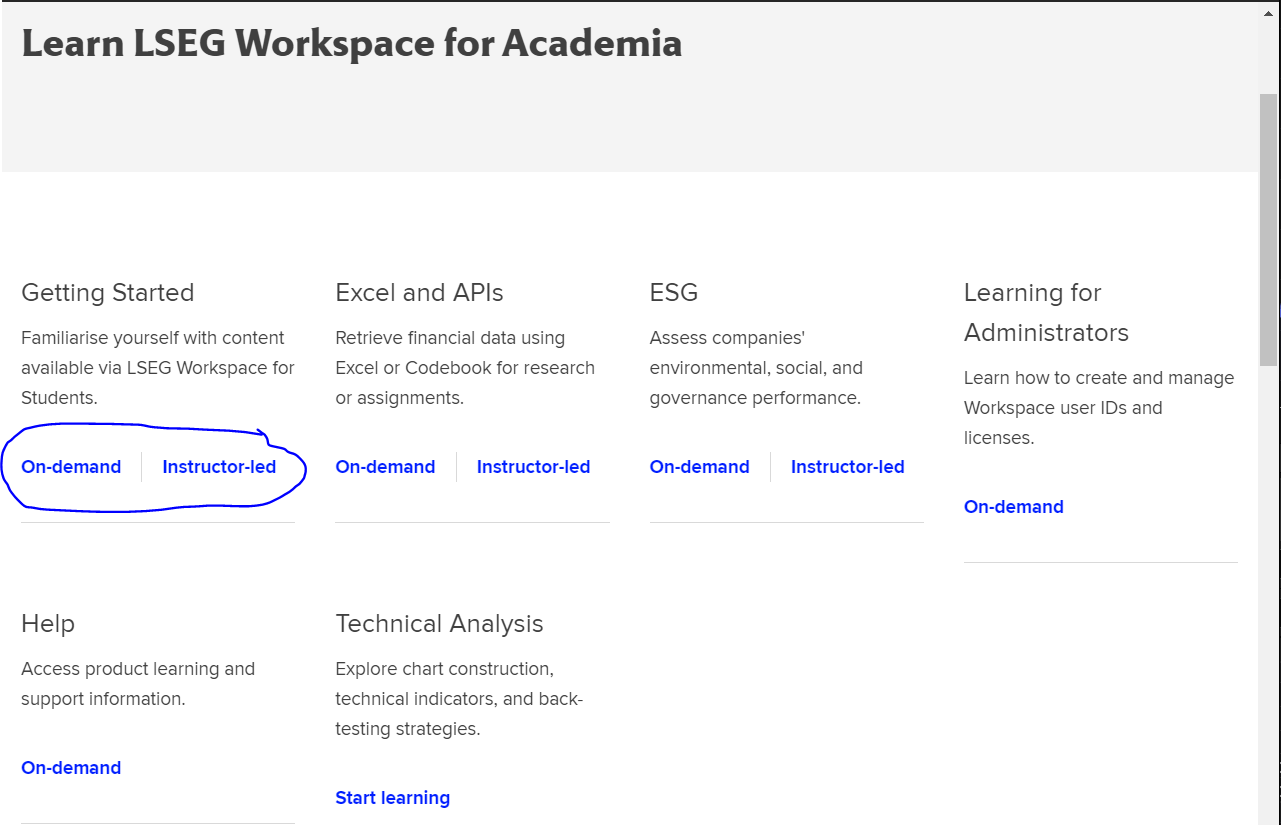 Learn LSEG Workspace for Academia
Getting Started
Familiarise yourself with content
available via LSEG Workspace for
Students.
On-demand
Instructor-led
Excel and APIs
Retrieve financial data using
Excel or Codebook for research
or assignments.
On-demand
Instructor-led
ESG
Assess companies'
environmental, social, and
governance performance.
On-demand
Instructor-led
Learning for
Administrators
Learn how to create and manage
Workspace user IDs and
licenses.
On-demand
Help
Access product learning and
support information.
On-demand
Technical Analysis
Explore chart construction,
technical indicators, and back-
testing strategies.
Start learning